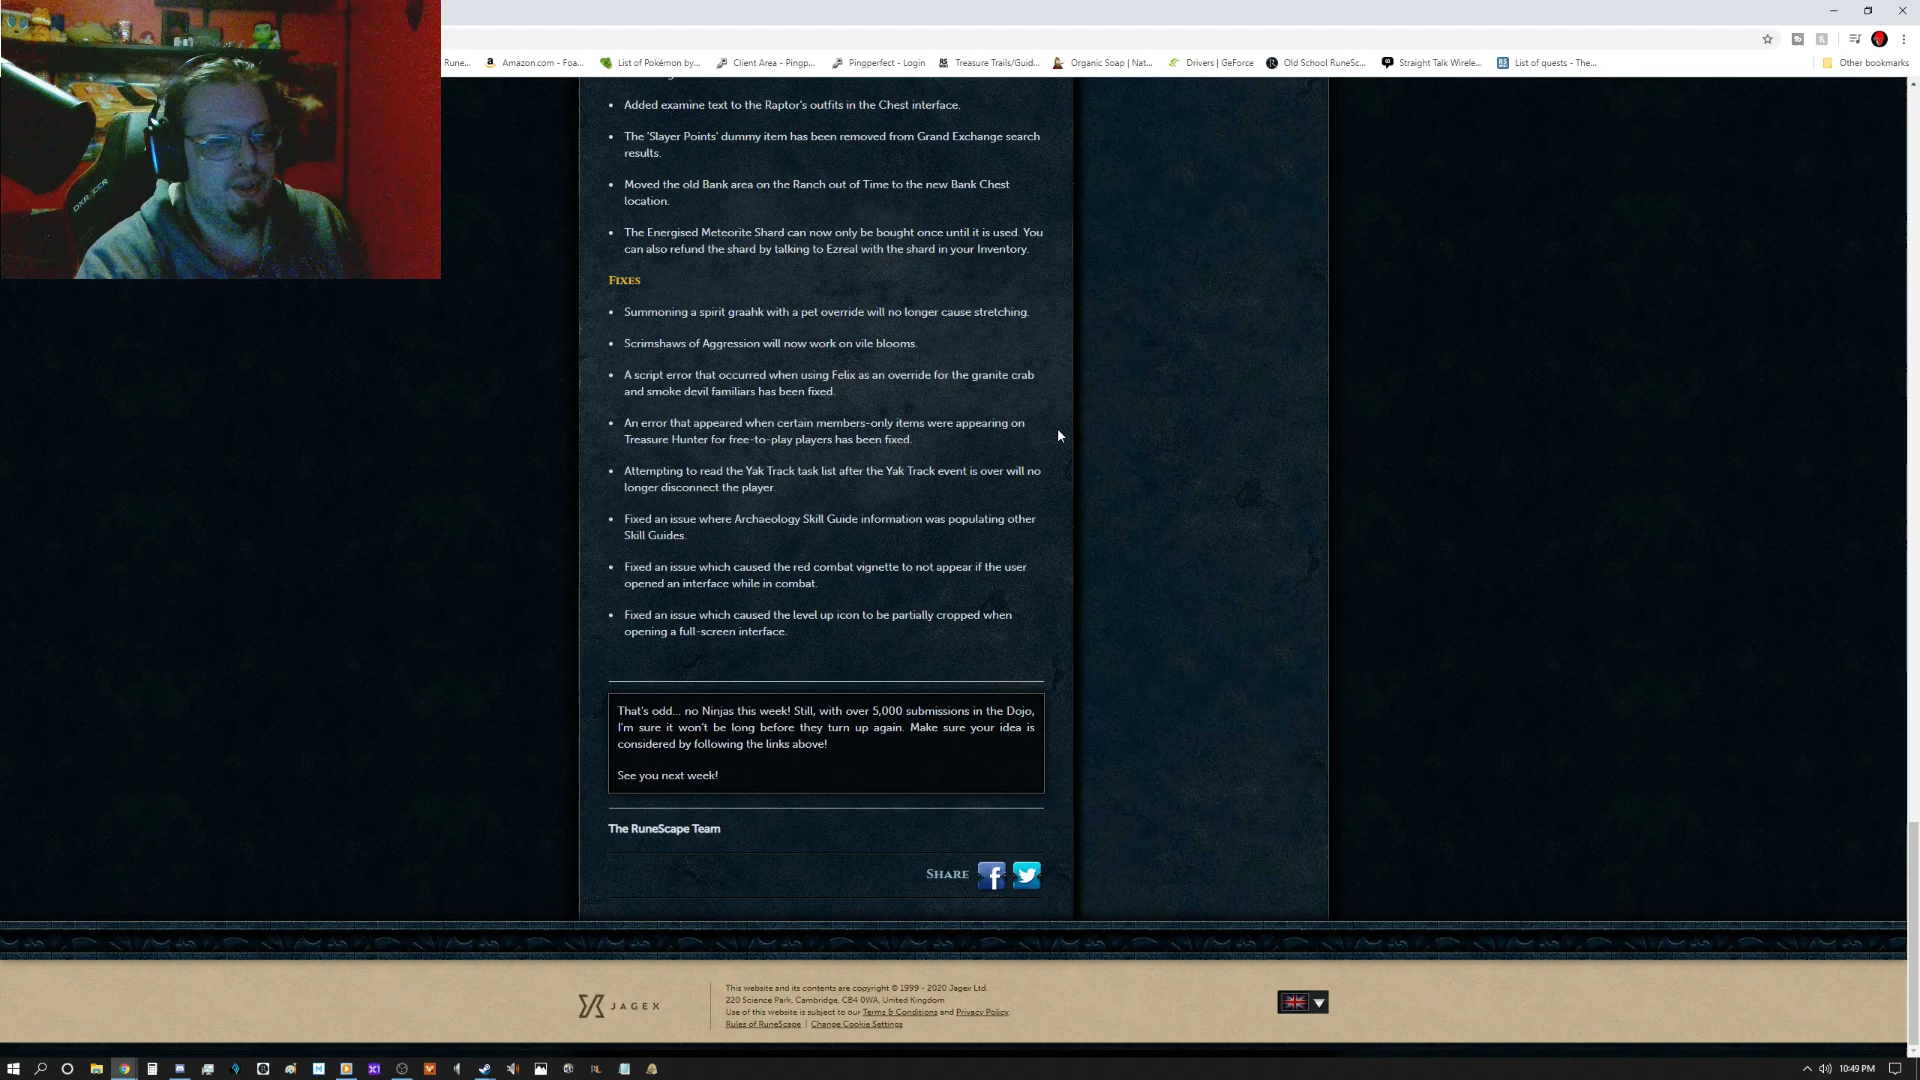 Rune...
Amazon.com - Foa...
List of Pokémon by...
Client Area - Pingp...
Pingperfect - Login
Treasure Trails/Guid...
Organic Soap | Nat...
Drivers | GeForce
Old School RuneSc...
Straight Talk Wirele...
List of quests - The...
Other bookmarks
DXRACER
• Added examine text to the Raptor's outfits in the Chest interface.
• The 'Slayer Points' dummy item has been removed from Grand Exchange search
results.
• Moved the old Bank area on the Ranch out of Time to the new Bank Chest
location.
• The Energised Meteorite Shard can now only be bought once until it is used. You
can also refund the shard by talking to Ezreal with the shard in your Inventory.
FIXES
• Summoning a spirit graahk with a pet override will no longer cause stretching.
• Scrimshaws of Aggression will now work on vile blooms.
• A script error that occurred when using Felix as an override for the granite crab
and smoke devil familiars has been fixed.
• An error that appeared when certain members-only items were appearing on
Treasure Hunter for free-to-play players has been fixed.
• Attempting to read the Yak Track task list after the Yak Track event is over will no
longer disconnect the player.
• Fixed an issue where Archaeology Skill Guide information was populating other
Skill Guides.
• Fixed an issue which caused the red combat vignette to not appear if the user
opened an interface while in combat.
• Fixed an issue which caused the level up icon to be partially cropped when
opening a full-screen interface.
That's odd... no Ninjas this week! Still, with over 5,000 submissions in the Dojo,
I'm sure it won't be long before they turn up again. Make sure your idea is
considered by following the links above!
See you next week!
The RuneScape Team
SHARE
JAGEX
This website and its contents are copyright © 1999 - 2020 Jagex Ltd.
220 Science Park, Cambridge, CB4 0WA, United Kingdom
Use of this website is subject to our Terms & Conditions and Privacy Policy.
Rules of RuneScape | Change Cookie Settings
10:49 PM